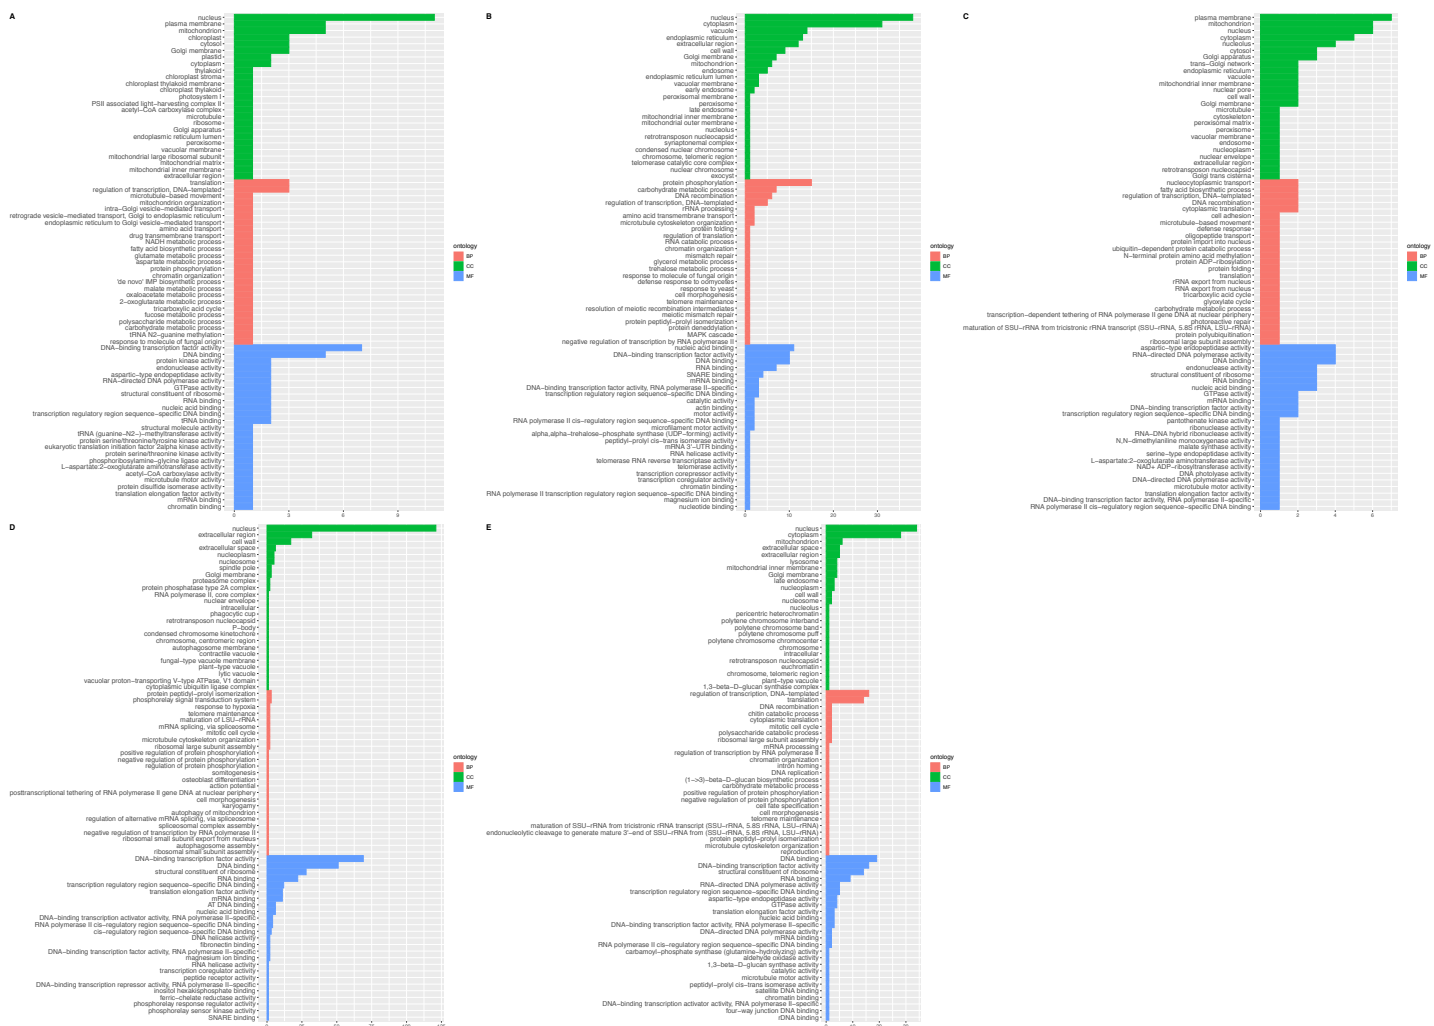 A
nucleus
plasma membrane
mitochondrion
chloroplast
cytosol
Golgi membrane
plastid
cytoplasm
thylakoid
chloroplast stroma
chloroplast thylakoid membrane
chloroplast thylakoid
photosystem I
PSII associated light−harvesting complex II
acetyl−CoA carboxylase complex
microtubule
ribosome
Golgi apparatus
endoplasmic reticulum lumen
peroxisome
vacuolar membrane
mitochondrial large ribosomal subunit
mitochondrial matrix
mitochondrial inner membrane
extracellular region
translation
regulation of transcription, DNA−templated
microtubule−based movement
mitochondrion organization
intra−Golgi vesicle−mediated transport
retrograde vesicle−mediated transport, Golgi to endoplasmic reticulum
endoplasmic reticulum to Golgi vesicle−mediated transport
amino acid transport
drug transmembrane transport
NADH metabolic process
fatty acid biosynthetic process
glutamate metabolic process
aspartate metabolic process
protein phosphorylation
chromatin organization
'de novo' IMP biosynthetic process
malate metabolic process
oxaloacetate metabolic process
2−oxoglutarate metabolic process
tricarboxylic acid cycle
fucose metabolic process
polysaccharide metabolic process
carbohydrate metabolic process
tRNA N2−guanine methylation
response to molecule of fungal origin
DNA−binding transcription factor activity
DNA binding
protein kinase activity
endonuclease activity
aspartic−type endopeptidase activity
RNA−directed DNA polymerase activity
GTPase activity
structural constituent of ribosome
RNA binding
nucleic acid binding
transcription regulatory region sequence−specific DNA binding
tRNA binding
structural molecule activity
tRNA (guanine−N2−)−methyltransferase activity
protein serine/threonine/tyrosine kinase activity
eukaryotic translation initiation factor 2alpha kinase activity
protein serine/threonine kinase activity
phosphoribosylamine−glycine ligase activity
L−aspartate:2−oxoglutarate aminotransferase activity
acetyl−CoA carboxylase activity
microtubule motor activity
protein disulfide isomerase activity
translation elongation factor activity
mRNA binding
chromatin binding
0 3 6 9
ontology
BP
CC
MF
B
nucleus
cytoplasm
vacuole
endoplasmic reticulum
extracellular region
cell wall
Golgi membrane
mitochondrion
endosome
endoplasmic reticulum lumen
vacuolar membrane
early endosome
peroxisomal membrane
peroxisome
late endosome
mitochondrial inner membrane
mitochondrial outer membrane
nucleolus
retrotransposon nucleocapsid
synaptonemal complex
condensed nuclear chromosome
chromosome, telomeric region
telomerase catalytic core complex
nuclear chromosome
exocyst
protein phosphorylation
carbohydrate metabolic process
DNA recombination
regulation of transcription, DNA−templated
rRNA processing
amino acid transmembrane transport
microtubule cytoskeleton organization
protein folding
regulation of translation
RNA catabolic process
chromatin organization
mismatch repair
glycerol metabolic process
trehalose metabolic process
response to molecule of fungal origin
defense response to oomycetes
response to yeast
cell morphogenesis
telomere maintenance
resolution of meiotic recombination intermediates
meiotic mismatch repair
protein peptidyl−prolyl isomerization
protein deneddylation
MAPK cascade
negative regulation of transcription by RNA polymerase II
nucleic acid binding
DNA−binding transcription factor activity
DNA binding
RNA binding
SNARE binding
mRNA binding
DNA−binding transcription factor activity, RNA polymerase II−specific
transcription regulatory region sequence−specific DNA binding
catalytic activity
actin binding
motor activity
RNA polymerase II cis−regulatory region sequence−specific DNA binding
microfilament motor activity
alpha,alpha−trehalose−phosphate synthase (UDP−forming) activity
peptidyl−prolyl cis−trans isomerase activity
mRNA 3'−UTR binding
RNA helicase activity
telomerase RNA reverse transcriptase activity
telomerase activity
transcription corepressor activity
transcription coregulator activity
chromatin binding
RNA polymerase II transcription regulatory region sequence−specific DNA binding
magnesium ion binding
nucleotide binding
0 10 20 30
ontology
BP
CC
MF
C
plasma membrane
mitochondrion
nucleus
cytoplasm
nucleolus
cytosol
Golgi apparatus
trans−Golgi network
endoplasmic reticulum
vacuole
mitochondrial inner membrane
nuclear pore
cell wall
Golgi membrane
microtubule
cytoskeleton
peroxisomal matrix
peroxisome
vacuolar membrane
endosome
nucleoplasm
nuclear envelope
extracellular region
retrotransposon nucleocapsid
Golgi trans cisterna
nucleocytoplasmic transport
fatty acid biosynthetic process
regulation of transcription, DNA−templated
DNA recombination
cytoplasmic translation
cell adhesion
microtubule−based movement
defense response
oligopeptide transport
protein import into nucleus
ubiquitin−dependent protein catabolic process
N−terminal protein amino acid methylation
protein ADP−ribosylation
protein folding
translation
rRNA export from nucleus
RNA export from nucleus
tricarboxylic acid cycle
glyoxylate cycle
carbohydrate metabolic process
transcription−dependent tethering of RNA polymerase II gene DNA at nuclear periphery
photoreactive repair
maturation of SSU−rRNA from tricistronic rRNA transcript (SSU−rRNA, 5.8S rRNA, LSU−rRNA)
protein polyubiquitination
ribosomal large subunit assembly
aspartic−type endopeptidase activity
RNA−directed DNA polymerase activity
DNA binding
endonuclease activity
structural constituent of ribosome
RNA binding
nucleic acid binding
GTPase activity
mRNA binding
DNA−binding transcription factor activity
transcription regulatory region sequence−specific DNA binding
pantothenate kinase activity
ribonuclease activity
RNA−DNA hybrid ribonuclease activity
N,N−dimethylaniline monooxygenase activity
malate synthase activity
serine−type endopeptidase activity
L−aspartate:2−oxoglutarate aminotransferase activity
NAD+ ADP−ribosyltransferase activity
DNA photolyase activity
DNA−directed DNA polymerase activity
microtubule motor activity
translation elongation factor activity
DNA−binding transcription factor activity, RNA polymerase II−specific
RNA polymerase II cis−regulatory region sequence−specific DNA binding
0 2 4 6
ontology
BP
CC
MF
D
nucleus
extracellular region
cell wall
extracellular space
nucleoplasm
nucleosome
spindle pole
Golgi membrane
proteasome complex
protein phosphatase type 2A complex
RNA polymerase II, core complex
nuclear envelope
intracellular
phagocytic cup
retrotransposon nucleocapsid
P−body
condensed chromosome kinetochore
chromosome, centromeric region
autophagosome membrane
contractile vacuole
fungal−type vacuole membrane
plant−type vacuole
lytic vacuole
vacuolar proton−transporting V−type ATPase, V1 domain
cytoplasmic ubiquitin ligase complex
protein peptidyl−prolyl isomerization
phosphorelay signal transduction system
response to hypoxia
telomere maintenance
maturation of LSU−rRNA
mRNA splicing, via spliceosome
mitotic cell cycle
microtubule cytoskeleton organization
ribosomal large subunit assembly
positive regulation of protein phosphorylation
negative regulation of protein phosphorylation
regulation of protein phosphorylation
somitogenesis
osteoblast differentiation
action potential
posttranscriptional tethering of RNA polymerase II gene DNA at nuclear periphery
cell morphogenesis
karyogamy
autophagy of mitochondrion
regulation of alternative mRNA splicing, via spliceosome
spliceosomal complex assembly
negative regulation of transcription by RNA polymerase II
ribosomal small subunit export from nucleus
autophagosome assembly
ribosomal small subunit assembly
DNA−binding transcription factor activity
DNA binding
structural constituent of ribosome
RNA binding
transcription regulatory region sequence−specific DNA binding
translation elongation factor activity
mRNA binding
AT DNA binding
nucleic acid binding
DNA−binding transcription activator activity, RNA polymerase II−specific
RNA polymerase II cis−regulatory region sequence−specific DNA binding
cis−regulatory region sequence−specific DNA binding
DNA helicase activity
fibronectin binding
DNA−binding transcription factor activity, RNA polymerase II−specific
magnesium ion binding
RNA helicase activity
transcription coregulator activity
peptide receptor activity
DNA−binding transcription repressor activity, RNA polymerase II−specific
inositol hexakisphosphate binding
ferric−chelate reductase activity
phosphorelay response regulator activity
phosphorelay sensor kinase activity
SNARE binding
ontology
BP
CC
MF
E
nucleus
cytoplasm
mitochondrion
extracellular space
extracellular region
lysosome
mitochondrial inner membrane
Golgi membrane
late endosome
nucleoplasm
cell wall
nucleosome
nucleolus
pericentric heterochromatin
polytene chromosome interband
polytene chromosome band
polytene chromosome puff
polytene chromosome chromocenter
chromosome
intracellular
retrotransposon nucleocapsid
euchromatin
chromosome, telomeric region
plant−type vacuole
1,3−beta−D−glucan synthase complex
regulation of transcription, DNA−templated
translation
DNA recombination
chitin catabolic process
cytoplasmic translation
mitotic cell cycle
polysaccharide catabolic process
ribosomal large subunit assembly
mRNA processing
regulation of transcription by RNA polymerase II
chromatin organization
intron homing
DNA replication
(1−>3)−beta−D−glucan biosynthetic process
carbohydrate metabolic process
positive regulation of protein phosphorylation
negative regulation of protein phosphorylation
cell fate specification
cell morphogenesis
telomere maintenance
maturation of SSU−rRNA from tricistronic rRNA transcript (SSU−rRNA, 5.8S rRNA, LSU−rRNA)
endonucleolytic cleavage to generate mature 3'−end of SSU−rRNA from (SSU−rRNA, 5.8S rRNA, LSU−rRNA)
protein peptidyl−prolyl isomerization
microtubule cytoskeleton organization
reproduction
DNA binding
DNA−binding transcription factor activity
structural constituent of ribosome
RNA binding
RNA−directed DNA polymerase activity
transcription regulatory region sequence−specific DNA binding
aspartic−type endopeptidase activity
GTPase activity
translation elongation factor activity
nucleic acid binding
DNA−binding transcription factor activity, RNA polymerase II−specific
DNA−directed DNA polymerase activity
mRNA binding
RNA polymerase II cis−regulatory region sequence−specific DNA binding
carbamoyl−phosphate synthase (glutamine−hydrolyzing) activity
aldehyde oxidase activity
1,3−beta−D−glucan synthase activity
catalytic activity
microtubule motor activity
peptidyl−prolyl cis−trans isomerase activity
satellite DNA binding
chromatin binding
DNA−binding transcription activator activity, RNA polymerase II−specific
four−way junction DNA binding
rDNA binding
ontology
BP
CC
MF